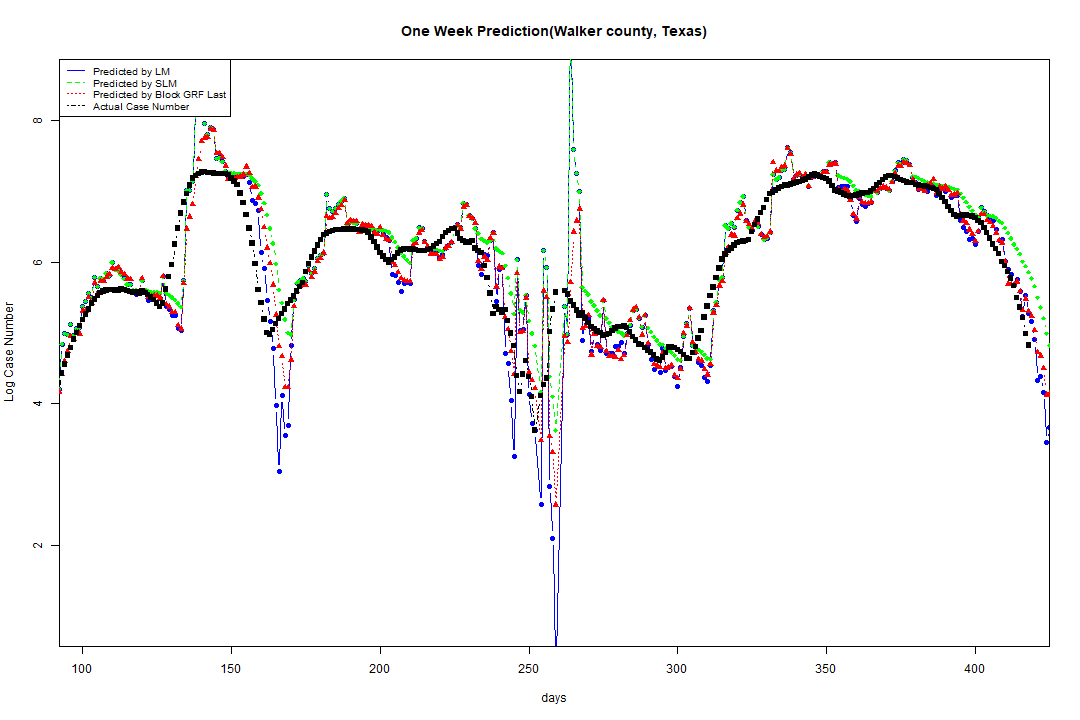 One Week Prediction(Walker county, Texas)
Predicted by LM
Predicted by SLM
Predicted by Block GRF Last
Actual Case Number
Log Case Number
8
6
4
2
100 150 200 250 300 350 400
days